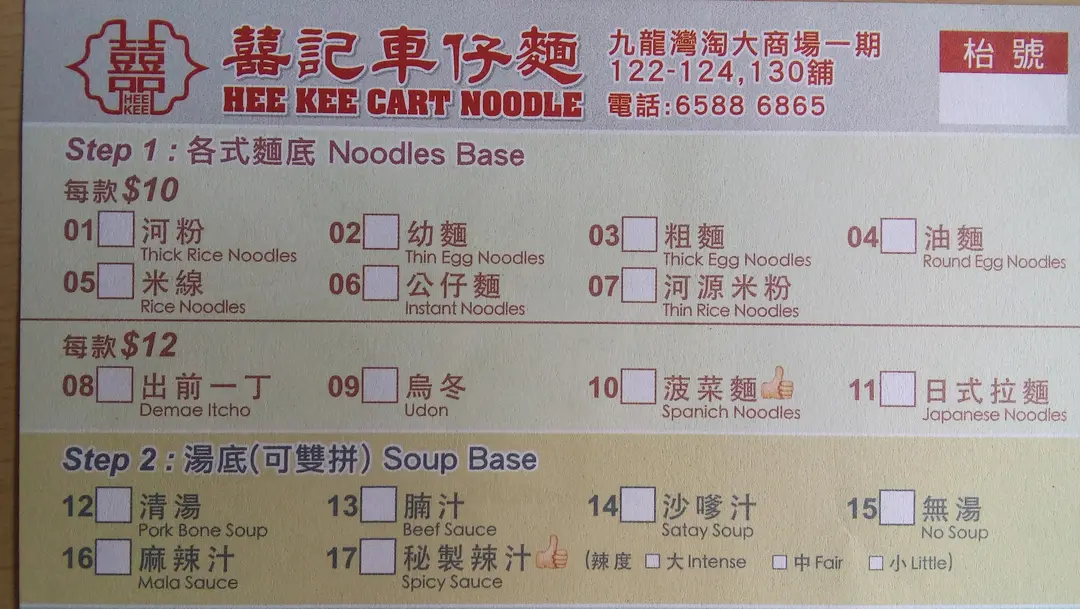 囍
HEE
KEE
囍記車仔麵
HEE KEE CART NOODLE
九龍灣淘大商場一期
122-124,130舖
電話:6588 6865
枱號
Step 1 : 各式麵底 Noodles Base
每款$10
01 河粉 02 幼麵 03 粗麵 04 油麵
Thick Rice Noodles Thin Egg Noodles Thick Egg Noodles Round Egg Noodles
05 米線 06 公仔麵 07 河源米粉
Rice Noodles Instant Noodles Thin Rice Noodles
每款$12
08 出前一丁 09 烏冬 10 菠菜麵 11 日式拉麵
Demae Itcho Udon Spanich Noodles Japanese Noodles
Step 2 : 湯底(可雙拼) Soup Base
12 清湯 13 腩汁 14 沙嗲汁 15 無湯
Pork Bone Soup Beef Sauce Satay Soup No Soup
16 麻辣汁 17 秘製辣汁 (辣度 大 Intense 中 Fair 小 Little)
Mala Sauce Spicy Sauce